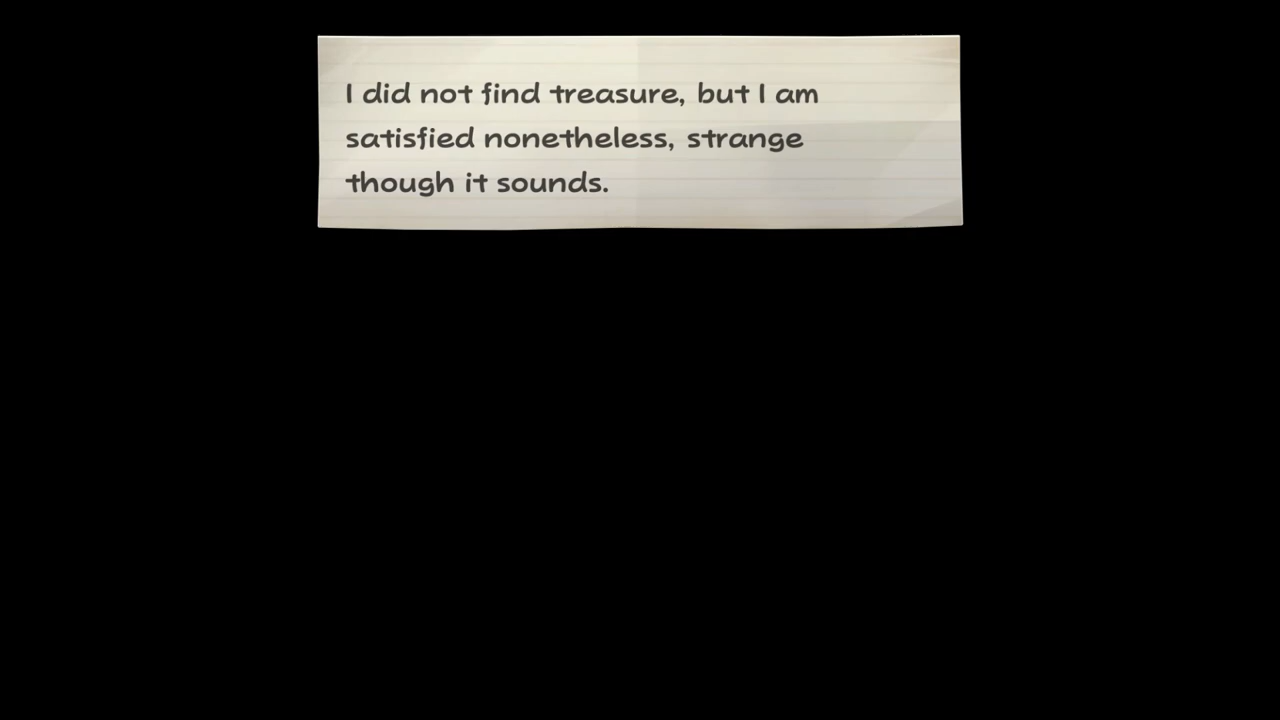 I did not find treasure, but I am
satisfied nonetheless, strange
though it sounds.